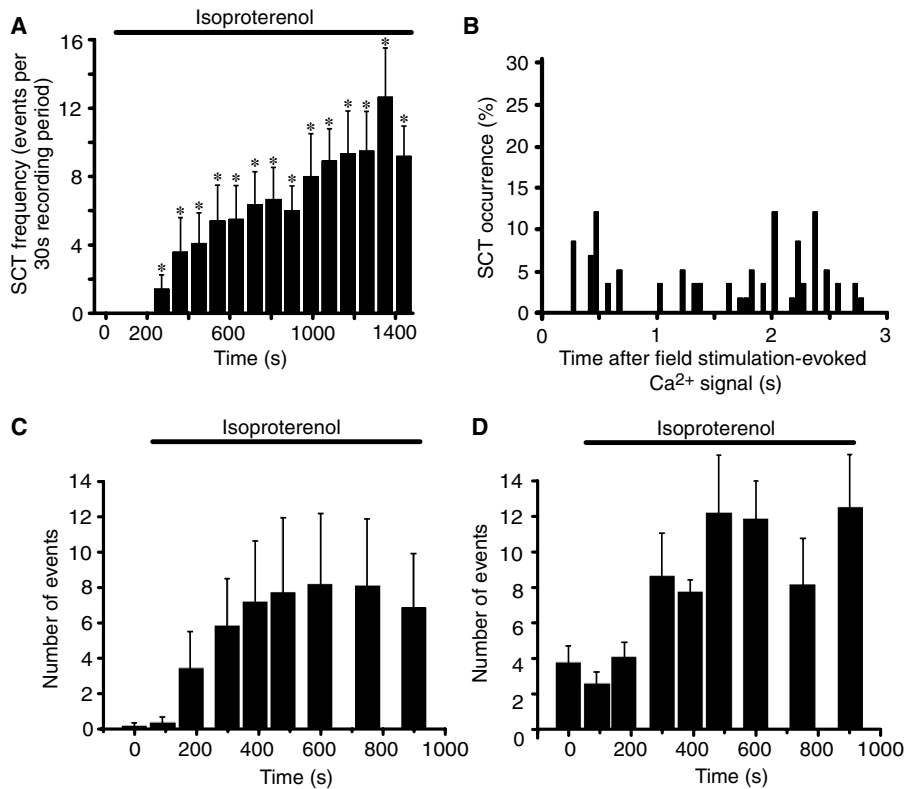 A
Isoproterenol
SCT frequency (events per
30s recording period)
16
12
8
4
0
* * * * * * * * * * * * * *
0 200 600 1000 1400
Time (s)
B
SCT occurrence (%)
30
25
20
15
10
5
0
0 1 2 3
Time after field stimulation-evoked
Ca2+ signal (s)
C
Isoproterenol
Number of events
14
12
10
8
6
4
2
0
0 200 400 600 800 1000
Time (s)
D
Isoproterenol
Number of events
14
12
10
8
6
4
2
0
0 200 400 600 800 1000
Time (s)